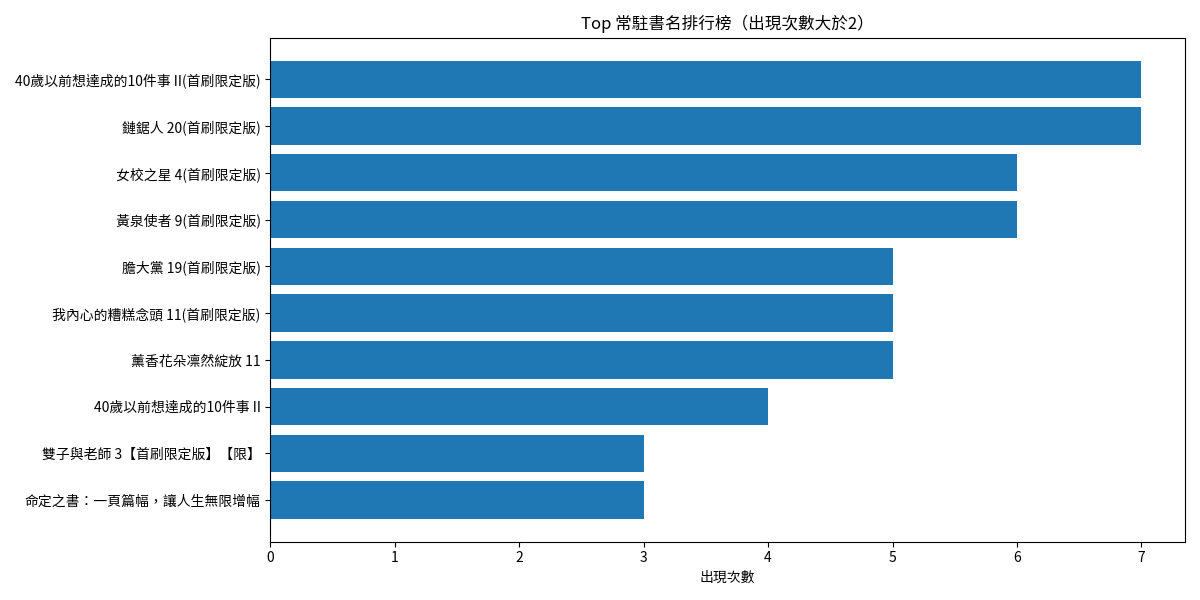 Top 常駐書名排行榜（出現次數大於2）
40歲以前想達成的10件事 II(首刷限定版)
鏈鋸人 20(首刷限定版)
女校之星 4(首刷限定版)
黃泉使者 9(首刷限定版)
膽大黨 19(首刷限定版)
我內心的糟糕念頭 11(首刷限定版)
薰香花朵凛然綻放 11
40歲以前想達成的10件事 II
雙子與老師 3【首刷限定版】【限】
命定之書：一頁篇幅，讓人生無限增幅
0 1 2 3 4 5 6 7
出現次數